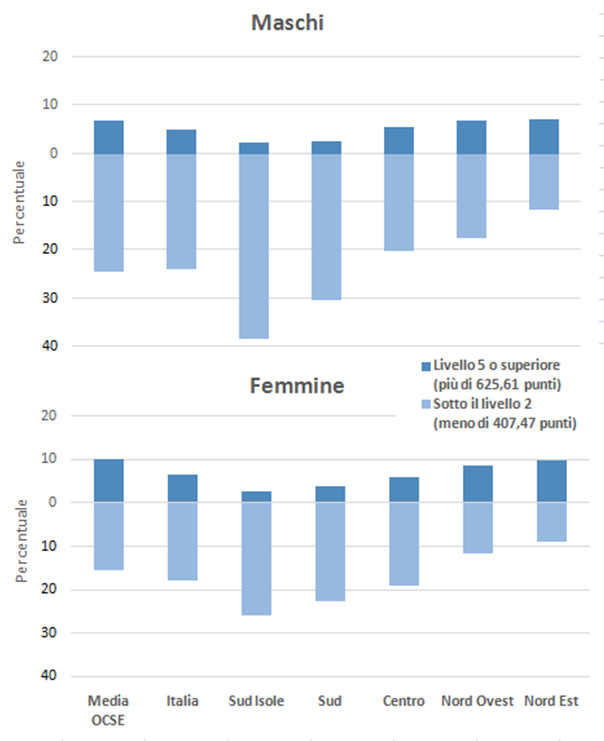 Maschi
20
10
0
10
20
30
40
Percentuale
Livello 5 o superiore
(più di 625,61 punti)
Sotto il livello 2
(meno di 407,47 punti)
Femmine
20
10
0
10
20
30
40
Percentuale
Media OCSE
Italia
Sud Isole
Sud
Centro
Nord Ovest
Nord Est